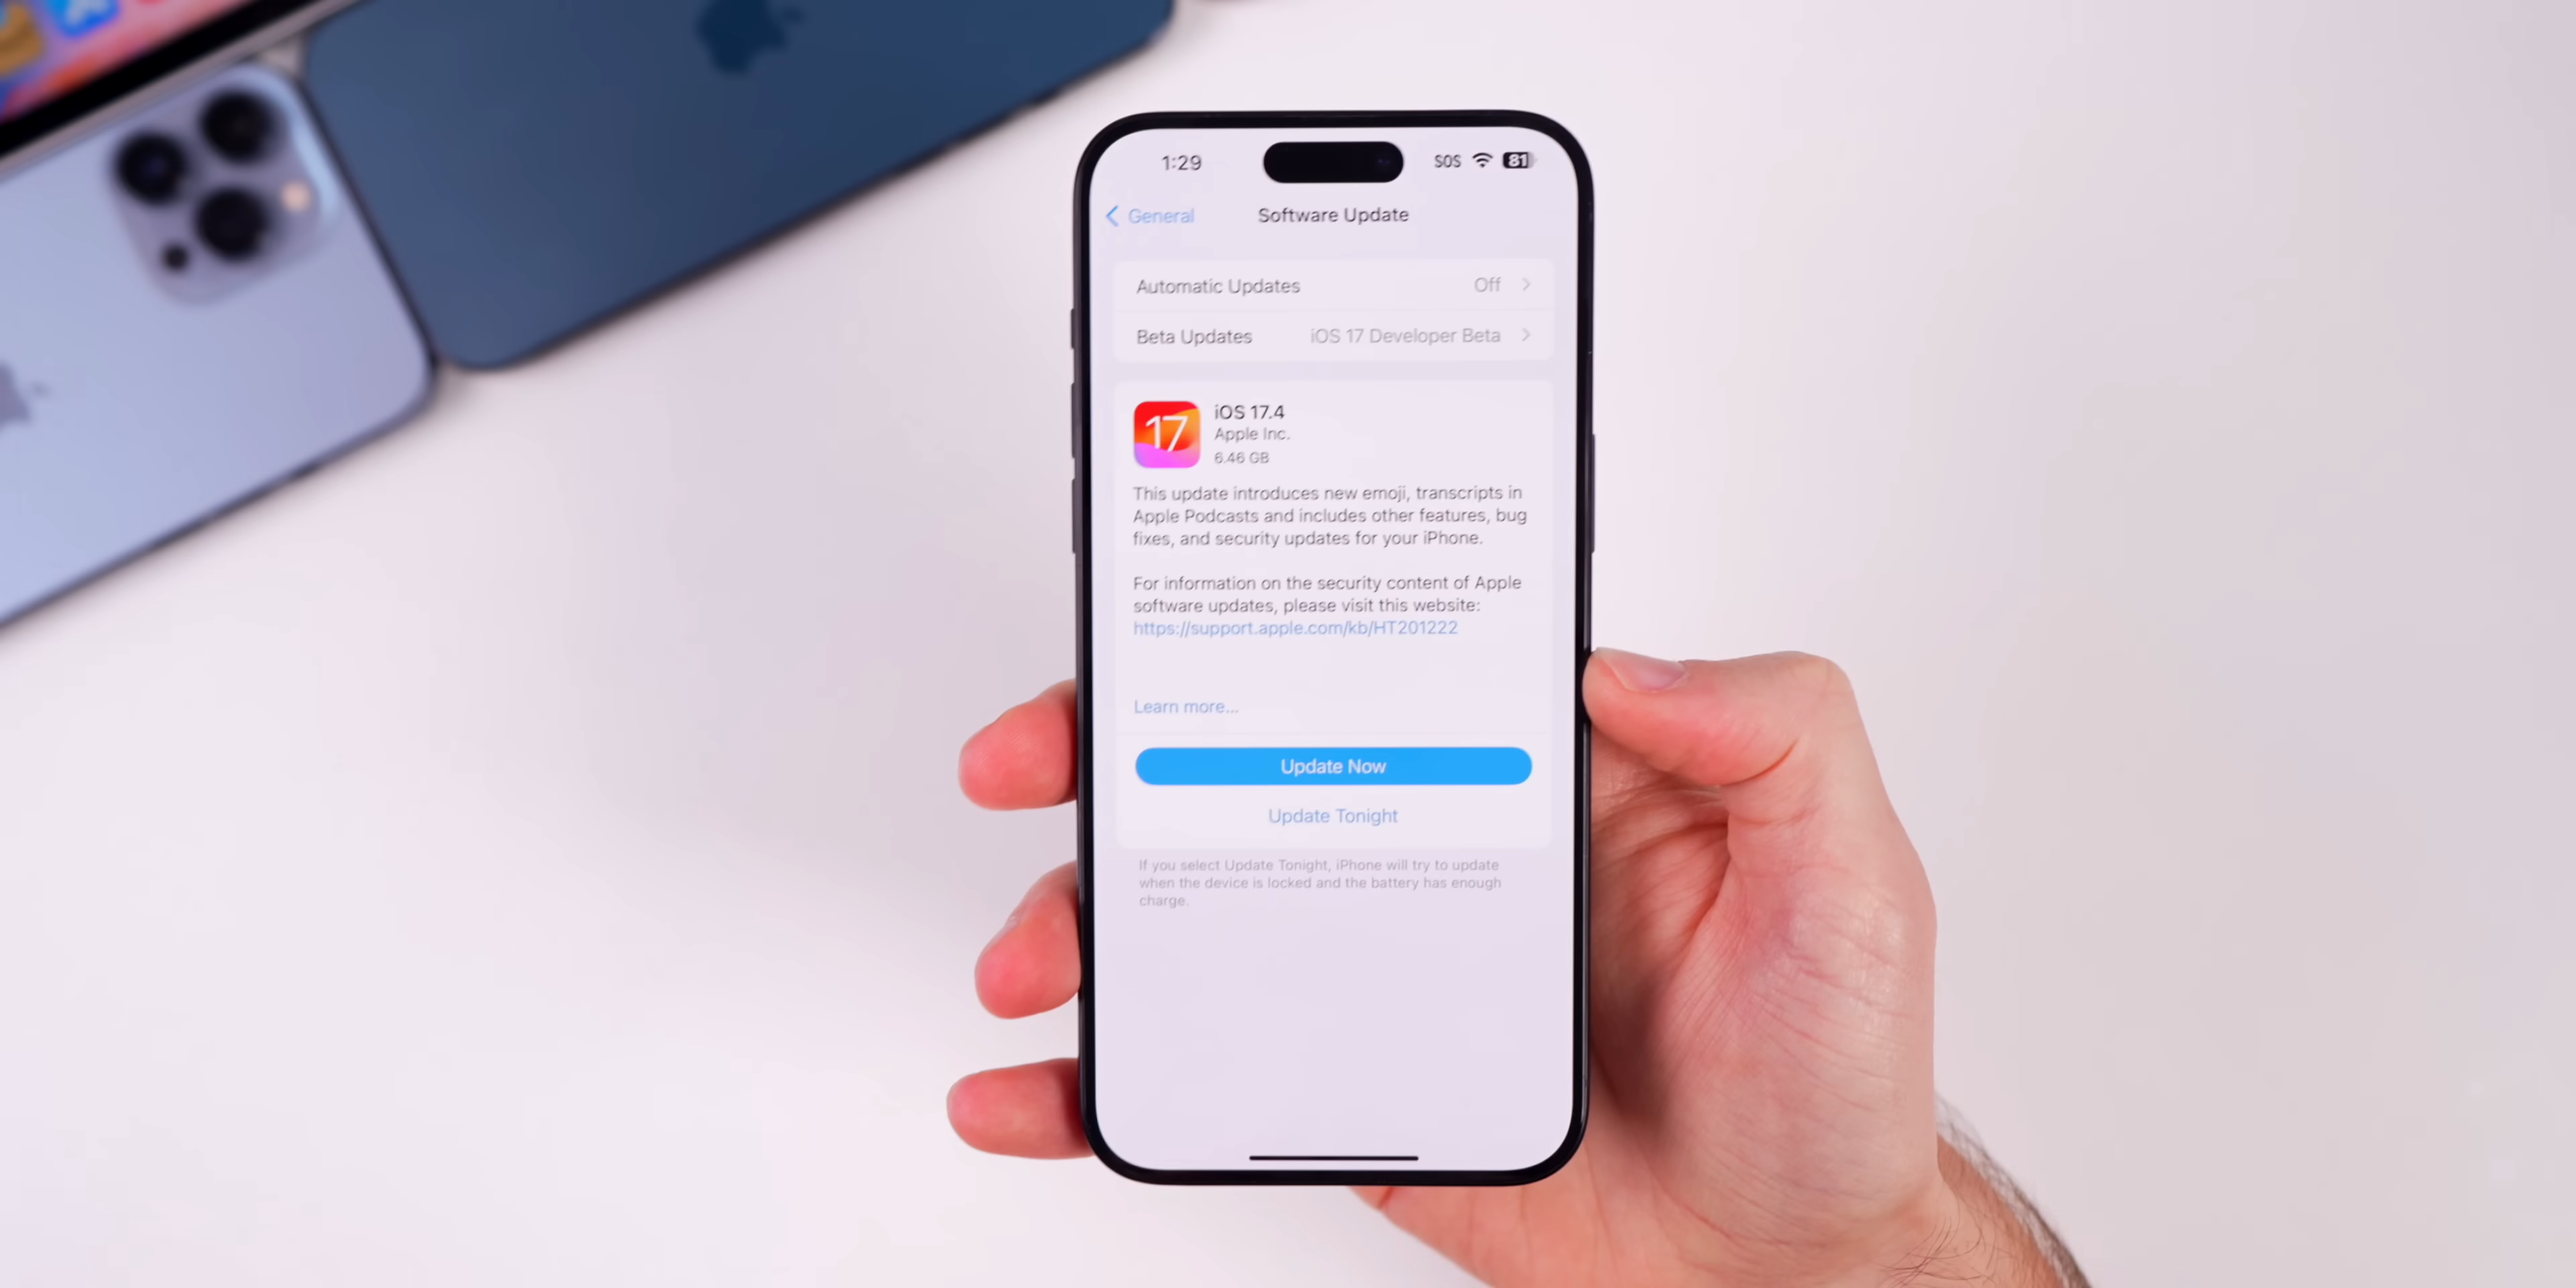 1:29
SOS
81
General
Software Update
Automatic Updates
Off
Beta Updates
iOS 17 Developer Beta
17
iOS 17.4
Apple Inc.
6.46 GB
This update introduces new emoji, transcripts in
Apple Podcasts and includes other features, bug
fixes, and security updates for your iPhone.
For information on the security content of Apple
software updates, please visit this website:
https://support.apple.com/kb/HT201222
Learn more...
Update Now
Update Tonight
If you select Update Tonight, iPhone will try to update
when the device is locked and the battery has enough
charge.